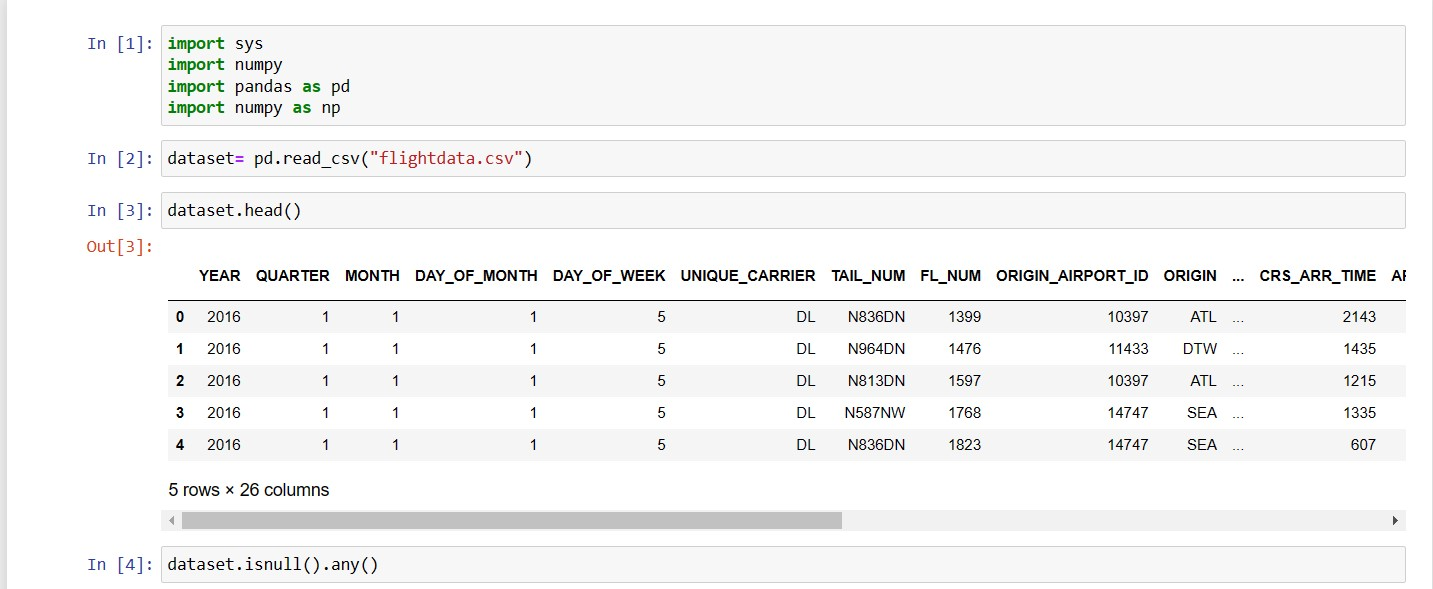 In [1]: import sys
import numpy
import pandas as pd
import numpy as np
In [2]: dataset= pd.read_csv("flightdata.csv")
In [3]: dataset.head()
Out[3]:
YEAR QUARTER MONTH DAY_OF_MONTH DAY_OF_WEEK UNIQUE_CARRIER TAIL_NUM FL_NUM ORIGIN_AIRPORT_ID ORIGIN ... CRS_ARR_TIME
0 2016 1 1 1 5 DL N836DN 1399 10397 ATL ... 2143
1 2016 1 1 1 5 DL N964DN 1476 11433 DTW ... 1435
2 2016 1 1 1 5 DL N813DN 1597 10397 ATL ... 1215
3 2016 1 1 1 5 DL N587NW 1768 14747 SEA ... 1335
4 2016 1 1 1 5 DL N836DN 1823 14747 SEA ... 607
5 rows × 26 columns
In [4]: dataset.isnull().any()